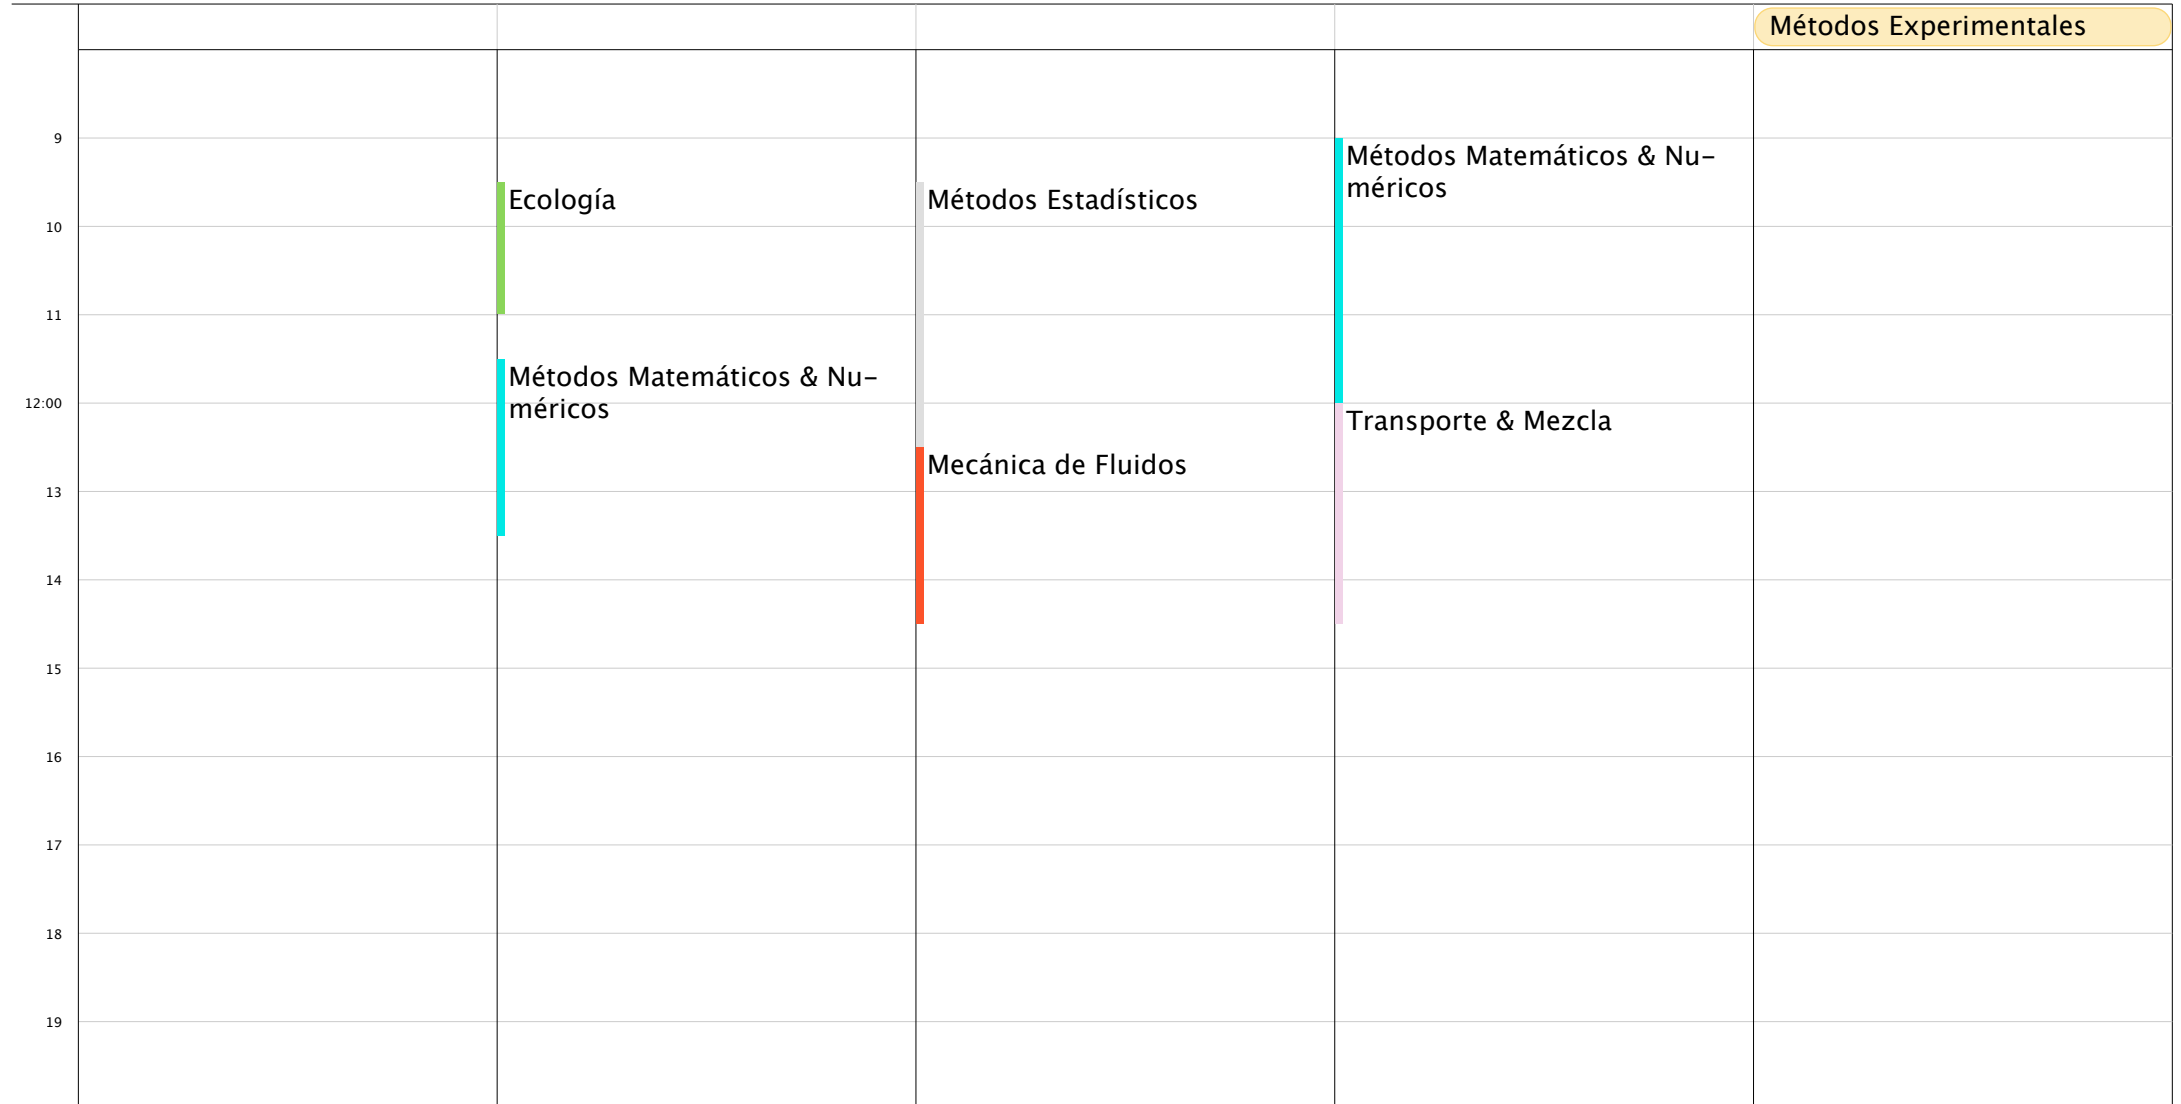 Métodos Experimentales
9
Métodos Matemáticos & Nu-
méricos
Ecología
Métodos Estadísticos
10
11
Métodos Matemáticos & Nu-
méricos
12:00
Transporte & Mezcla
Mecánica de Fluidos
13
14
15
16
17
18
19